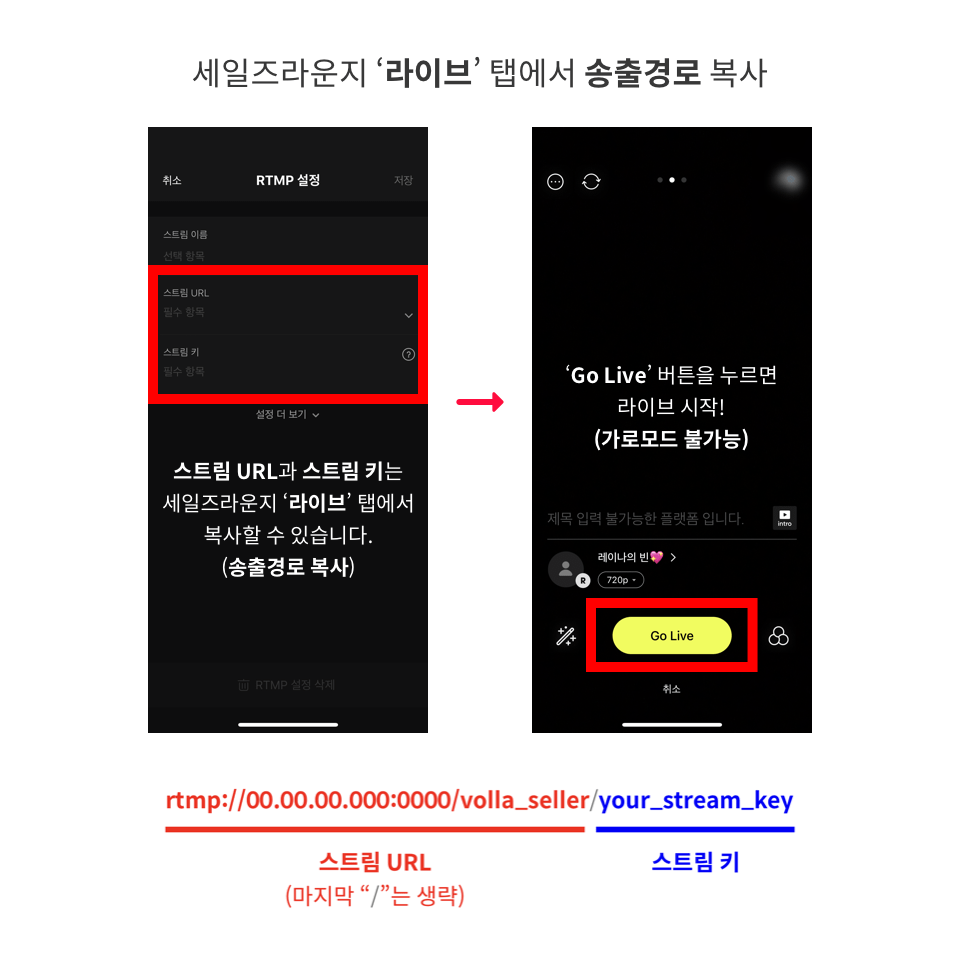 세일즈라운지 ‘라이브’ 탭에서 송출경로 복사
취소 RTMP 설정 저장
스트림 이름
선택 항목
스트림 URL
필수 항목
스트림 키
?
필수 항목
설정 더 보기
스트림 URL과 스트림 키는
세일즈라운지 ‘라이브’ 탭에서
복사할 수 있습니다.
(송출경로 복사)
RTMP 설정 삭제
‘Go Live’ 버튼을 누르면
라이브 시작!
(가로모드 불가능)
제목 입력 불가능한 플랫폼 입니다.
intro
레이나의 빈💖
R
720p
Go Live
취소
rtmp://00.00.00.000:0000/volla_seller/your_stream_key
스트림 URL 스트림 키
(마지막 “/”는 생략)